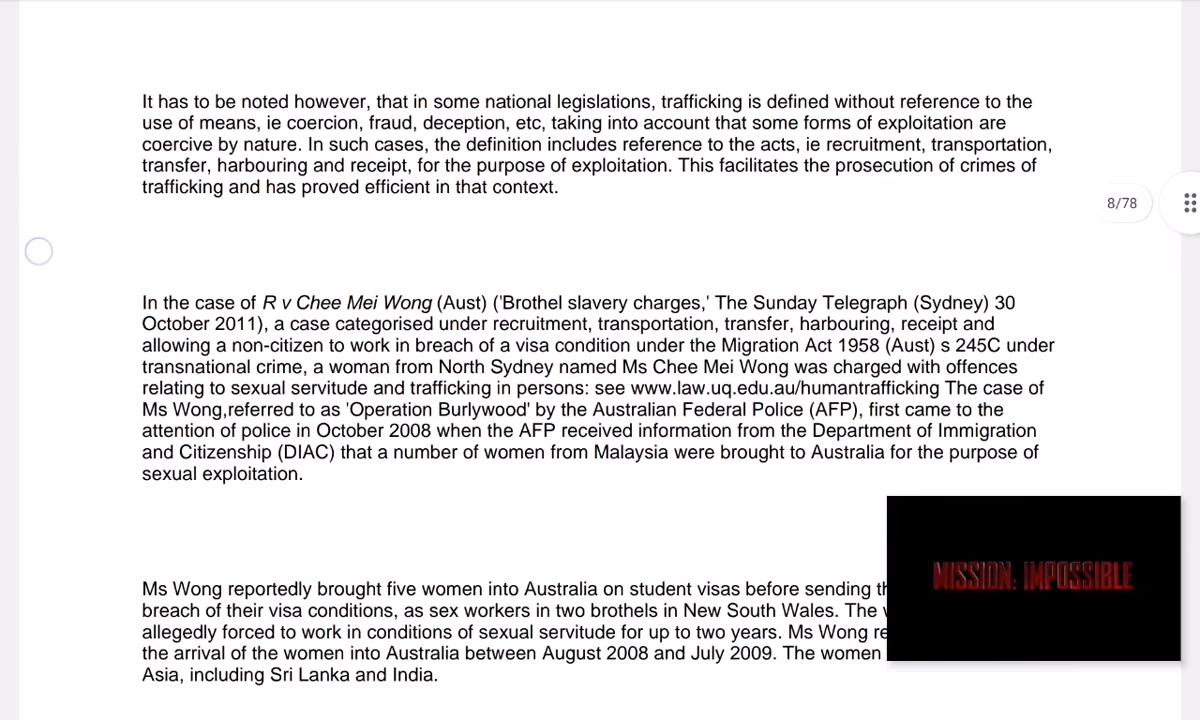 It has to be noted however, that in some national legislations, trafficking is defined without reference to the
use of means, ie coercion, fraud, deception, etc, taking into account that some forms of exploitation are
coercive by nature. In such cases, the definition includes reference to the acts, ie recruitment, transportation,
transfer, harbouring and receipt, for the purpose of exploitation. This facilitates the prosecution of crimes of
trafficking and has proved efficient in that context.
8/78
In the case of R v Chee Mei Wong (Aust) ('Brothel slavery charges,' The Sunday Telegraph (Sydney) 30
October 2011), a case categorised under recruitment, transportation, transfer, harbouring, receipt and
allowing a non-citizen to work in breach of a visa condition under the Migration Act 1958 (Aust) s 245C under
transnational crime, a woman from North Sydney named Ms Chee Mei Wong was charged with offences
relating to sexual servitude and trafficking in persons: see www.law.uq.edu.au/humantrafficking The case of
Ms Wong,referred to as 'Operation Burlywood' by the Australian Federal Police (AFP), first came to the
attention of police in October 2008 when the AFP received information from the Department of Immigration
and Citizenship (DIAC) that a number of women from Malaysia were brought to Australia for the purpose of
sexual exploitation.
Ms Wong reportedly brought five women into Australia on student visas before sending
breach of their visa conditions, as sex workers in two brothels in New South Wales. The
allegedly forced to work in conditions of sexual servitude for up to two years. Ms Wong
the arrival of the women into Australia between August 2008 and July 2009. The women
Asia, including Sri Lanka and India.
MISSION: IMPOSSIBLE